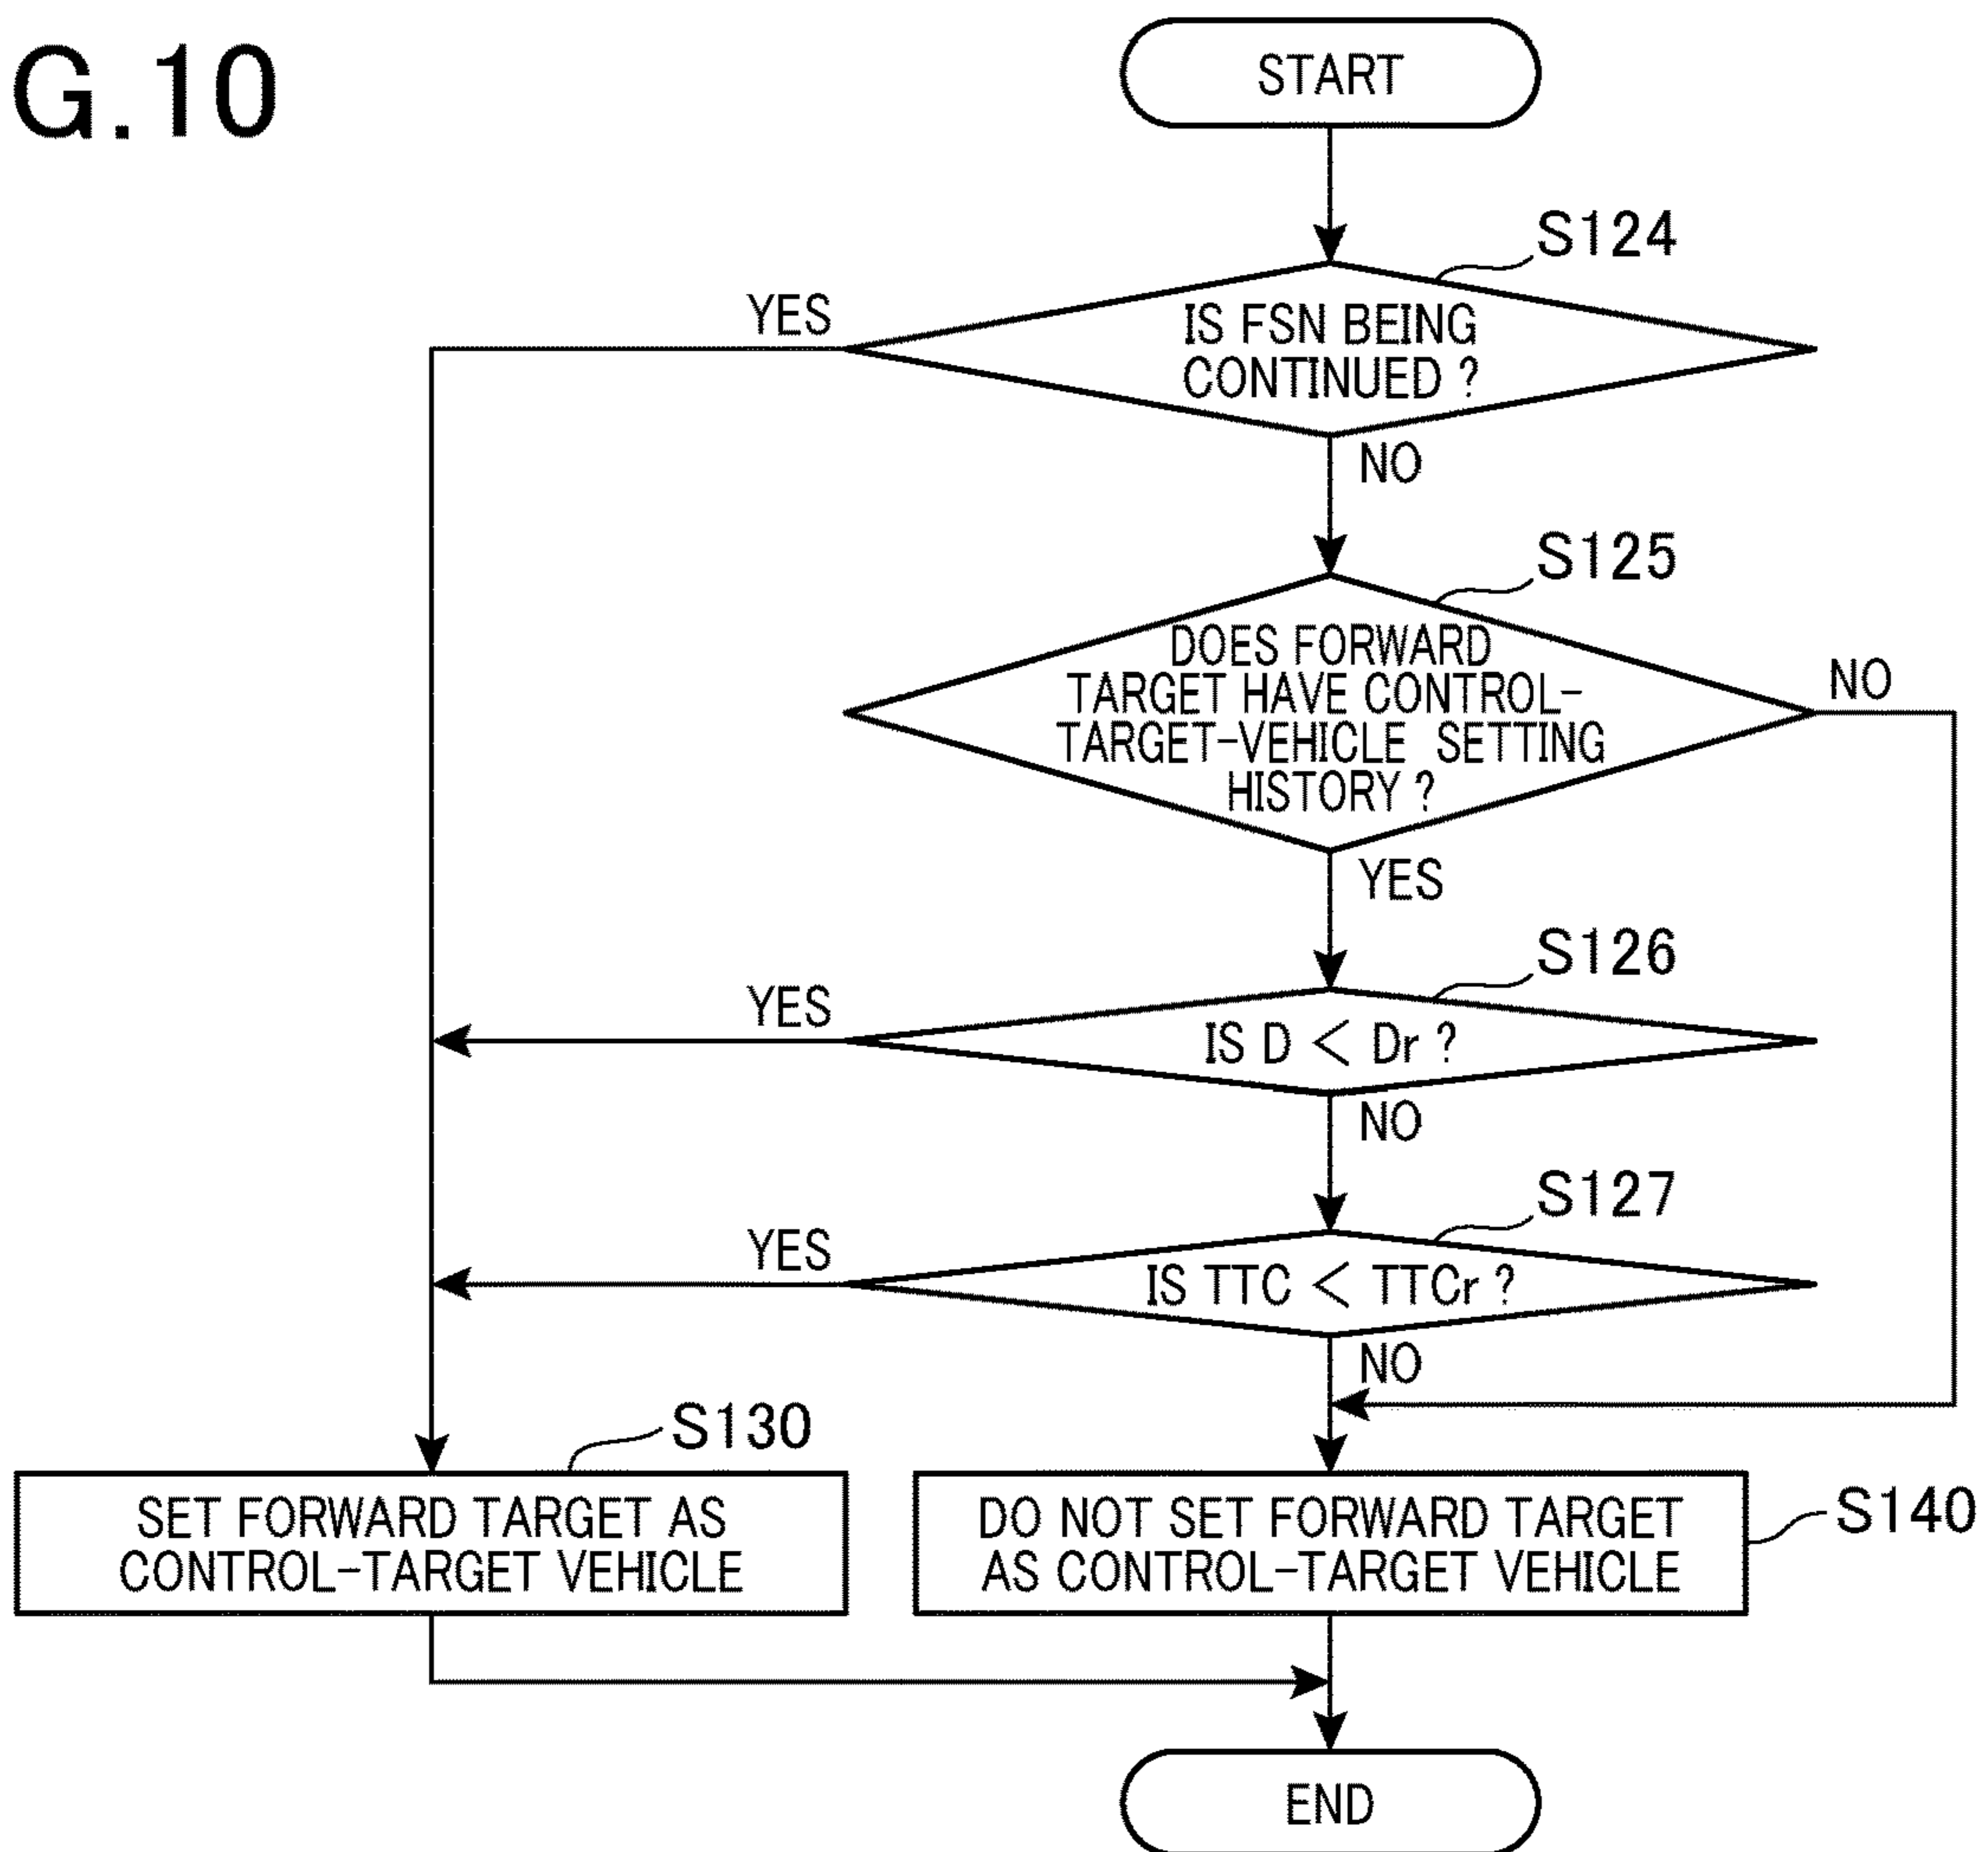 G.10
START
S124
YES
IS FSN BEING
CONTINUED ?
NO
S125
DOES FORWARD
TARGET HAVE CONTROL-
TARGET-VEHICLE SETTING
HISTORY ?
NO
YES
S126
YES
IS D < Dr ?
NO
S127
YES
IS TTC < TTCr ?
NO
S130
SET FORWARD TARGET AS
CONTROL-TARGET VEHICLE
DO NOT SET FORWARD TARGET
AS CONTROL-TARGET VEHICLE
S140
END